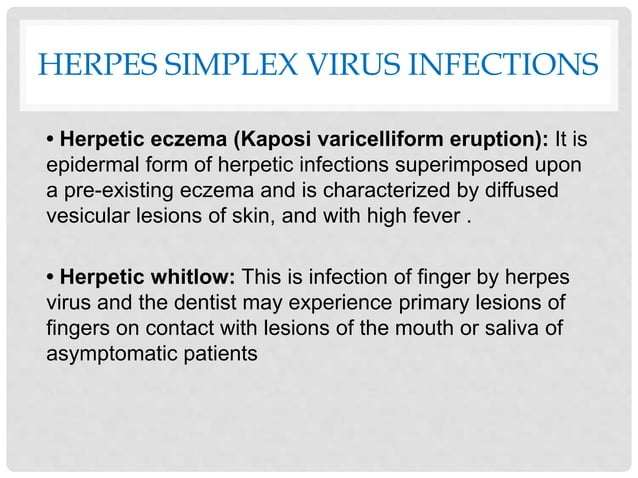 HERPES SIMPLEX VIRUS INFECTIONS
• Herpetic eczema (Kaposi varicelliform eruption): It is
epidermal form of herpetic infections superimposed upon
a pre-existing eczema and is characterized by diffused
vesicular lesions of skin, and with high fever .
• Herpetic whitlow: This is infection of finger by herpes
virus and the dentist may experience primary lesions of
fingers on contact with lesions of the mouth or saliva of
asymptomatic patients